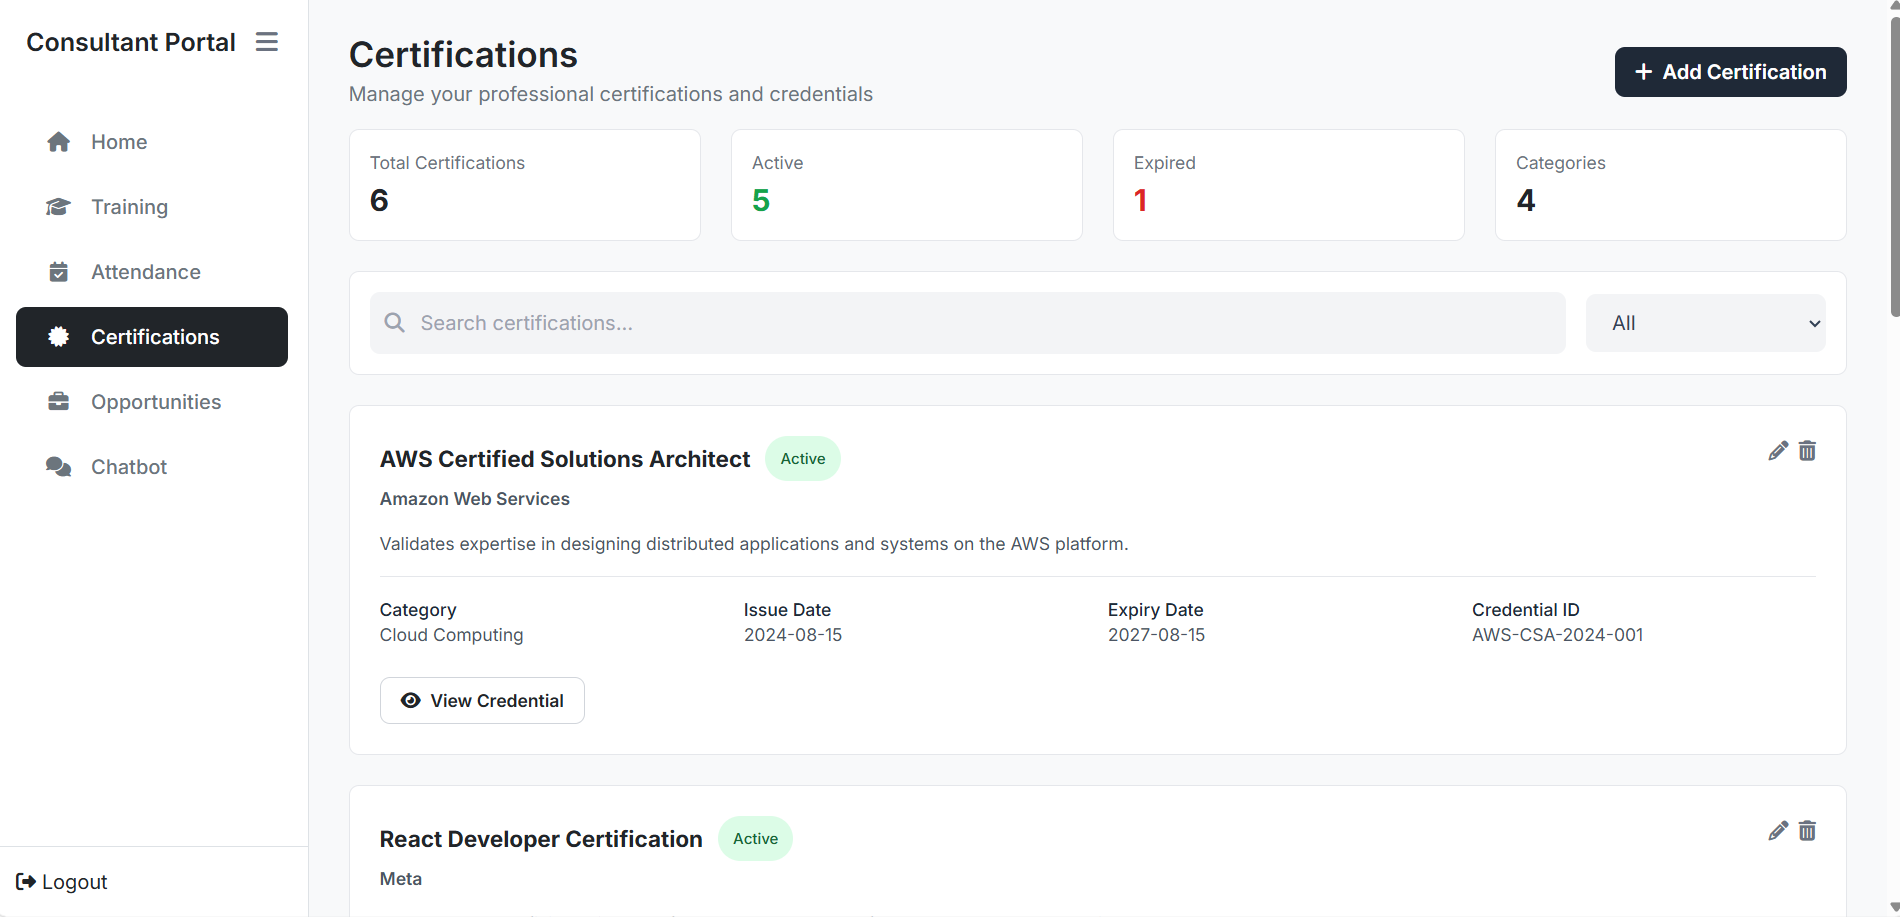 Consultant Portal
Home
Training
Attendance
Certifications
Opportunities
Chatbot
Logout
Certifications
Manage your professional certifications and credentials
+ Add Certification
Total Certifications
6
Active
5
Expired
1
Categories
4
Search certifications...
All
AWS Certified Solutions Architect
Active
Amazon Web Services
Validates expertise in designing distributed applications and systems on the AWS platform.
Category
Cloud Computing
Issue Date
2024-08-15
Expiry Date
2027-08-15
Credential ID
AWS-CSA-2024-001
View Credential
React Developer Certification
Active
Meta